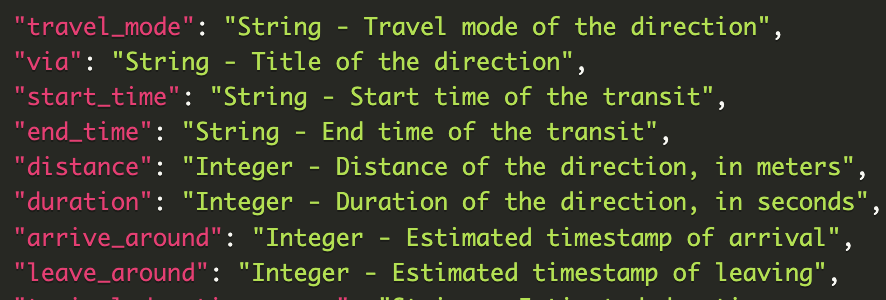 "travel_mode": "String - Travel mode of the direction",
"via": "String - Title of the direction",
"start_time": "String - Start time of the transit",
"end_time": "String - End time of the transit",
"distance": "Integer - Distance of the direction, in meters",
"duration": "Integer - Duration of the direction, in seconds",
"arrive_around": "Integer - Estimated timestamp of arrival",
"leave_around": "Integer - Estimated timestamp of leaving",